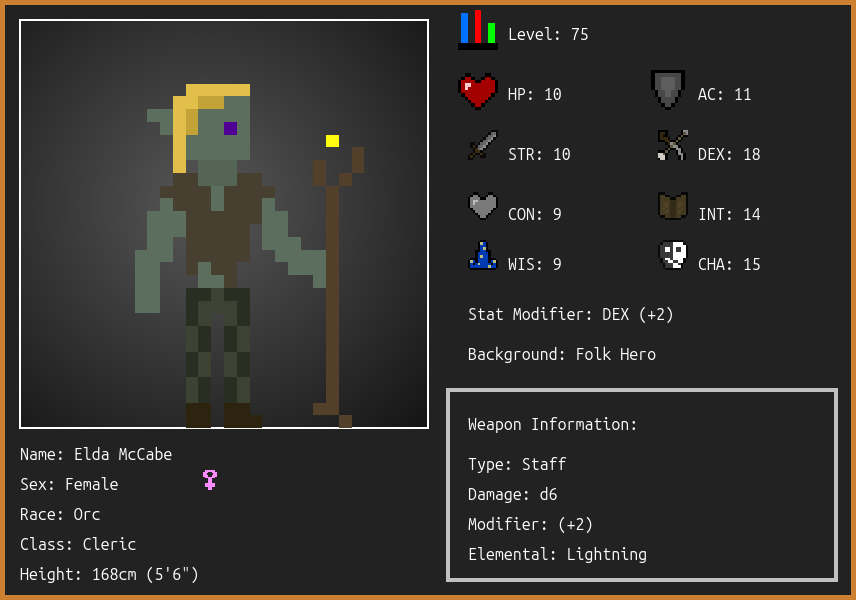 Level: 75
HP: 10
AC: 11
STR: 10
DEX: 18
CON: 9
INT: 14
WIS: 9
CHA: 15
Stat Modifier: DEX (+2)
Background: Folk Hero
Weapon Information:
Type: Staff
Damage: d6
Modifier: (+2)
Elemental: Lightning
Name: Elda McCabe
Sex: Female
Race: Orc
Class: Cleric
Height: 168cm (5'6")